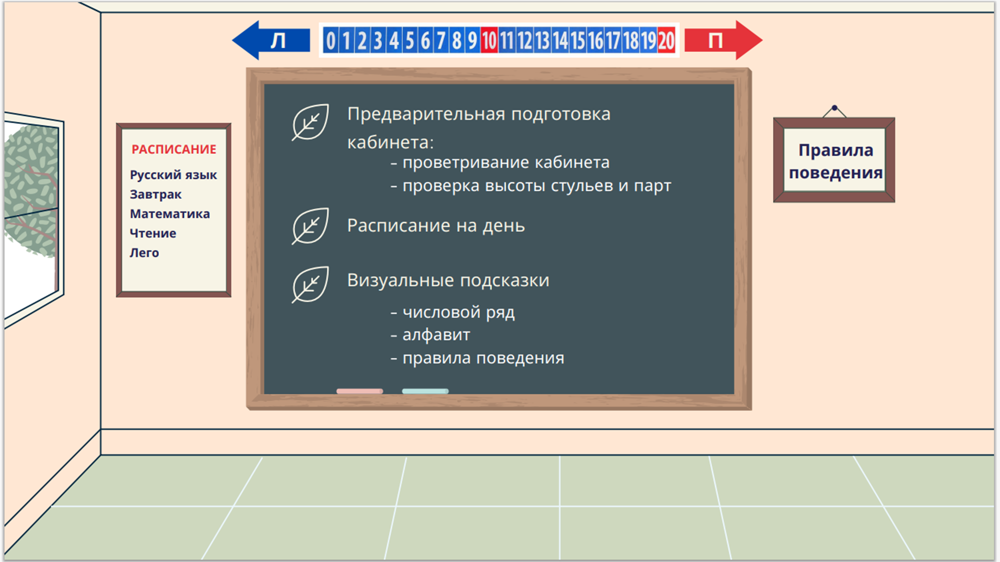 Л 0 1 2 3 4 5 6 7 8 9 10 11 12 13 14 15 16 17 18 19 20 П
РАСПИСАНИЕ
Русский язык
Завтрак
Математика
Чтение
Лего
Предварительная подготовка
кабинета:
– проветривание кабинета
– проверка высоты стульев и парт
Расписание на день
Визуальные подсказки
– числовой ряд
– алфавит
– правила поведения
Правила
поведения